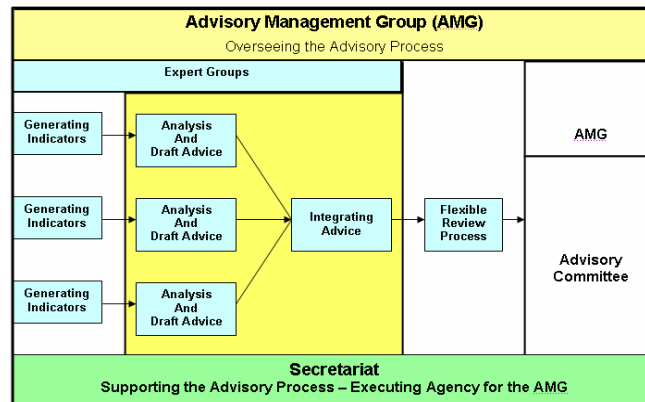 Advisory Management Group (AMG)
Overseeing the Advisory Process
Expert Groups
Generating
Indicators
Analysis
And
Draft Advice
Generating
Indicators
Analysis
And
Draft Advice
Integrating
Advice
Flexible
Review
Process
Generating
Indicators
Analysis
And
Draft Advice
AMG
Advisory
Committee
Secretariat
Supporting the Advisory Process – Executing Agency for the AMG